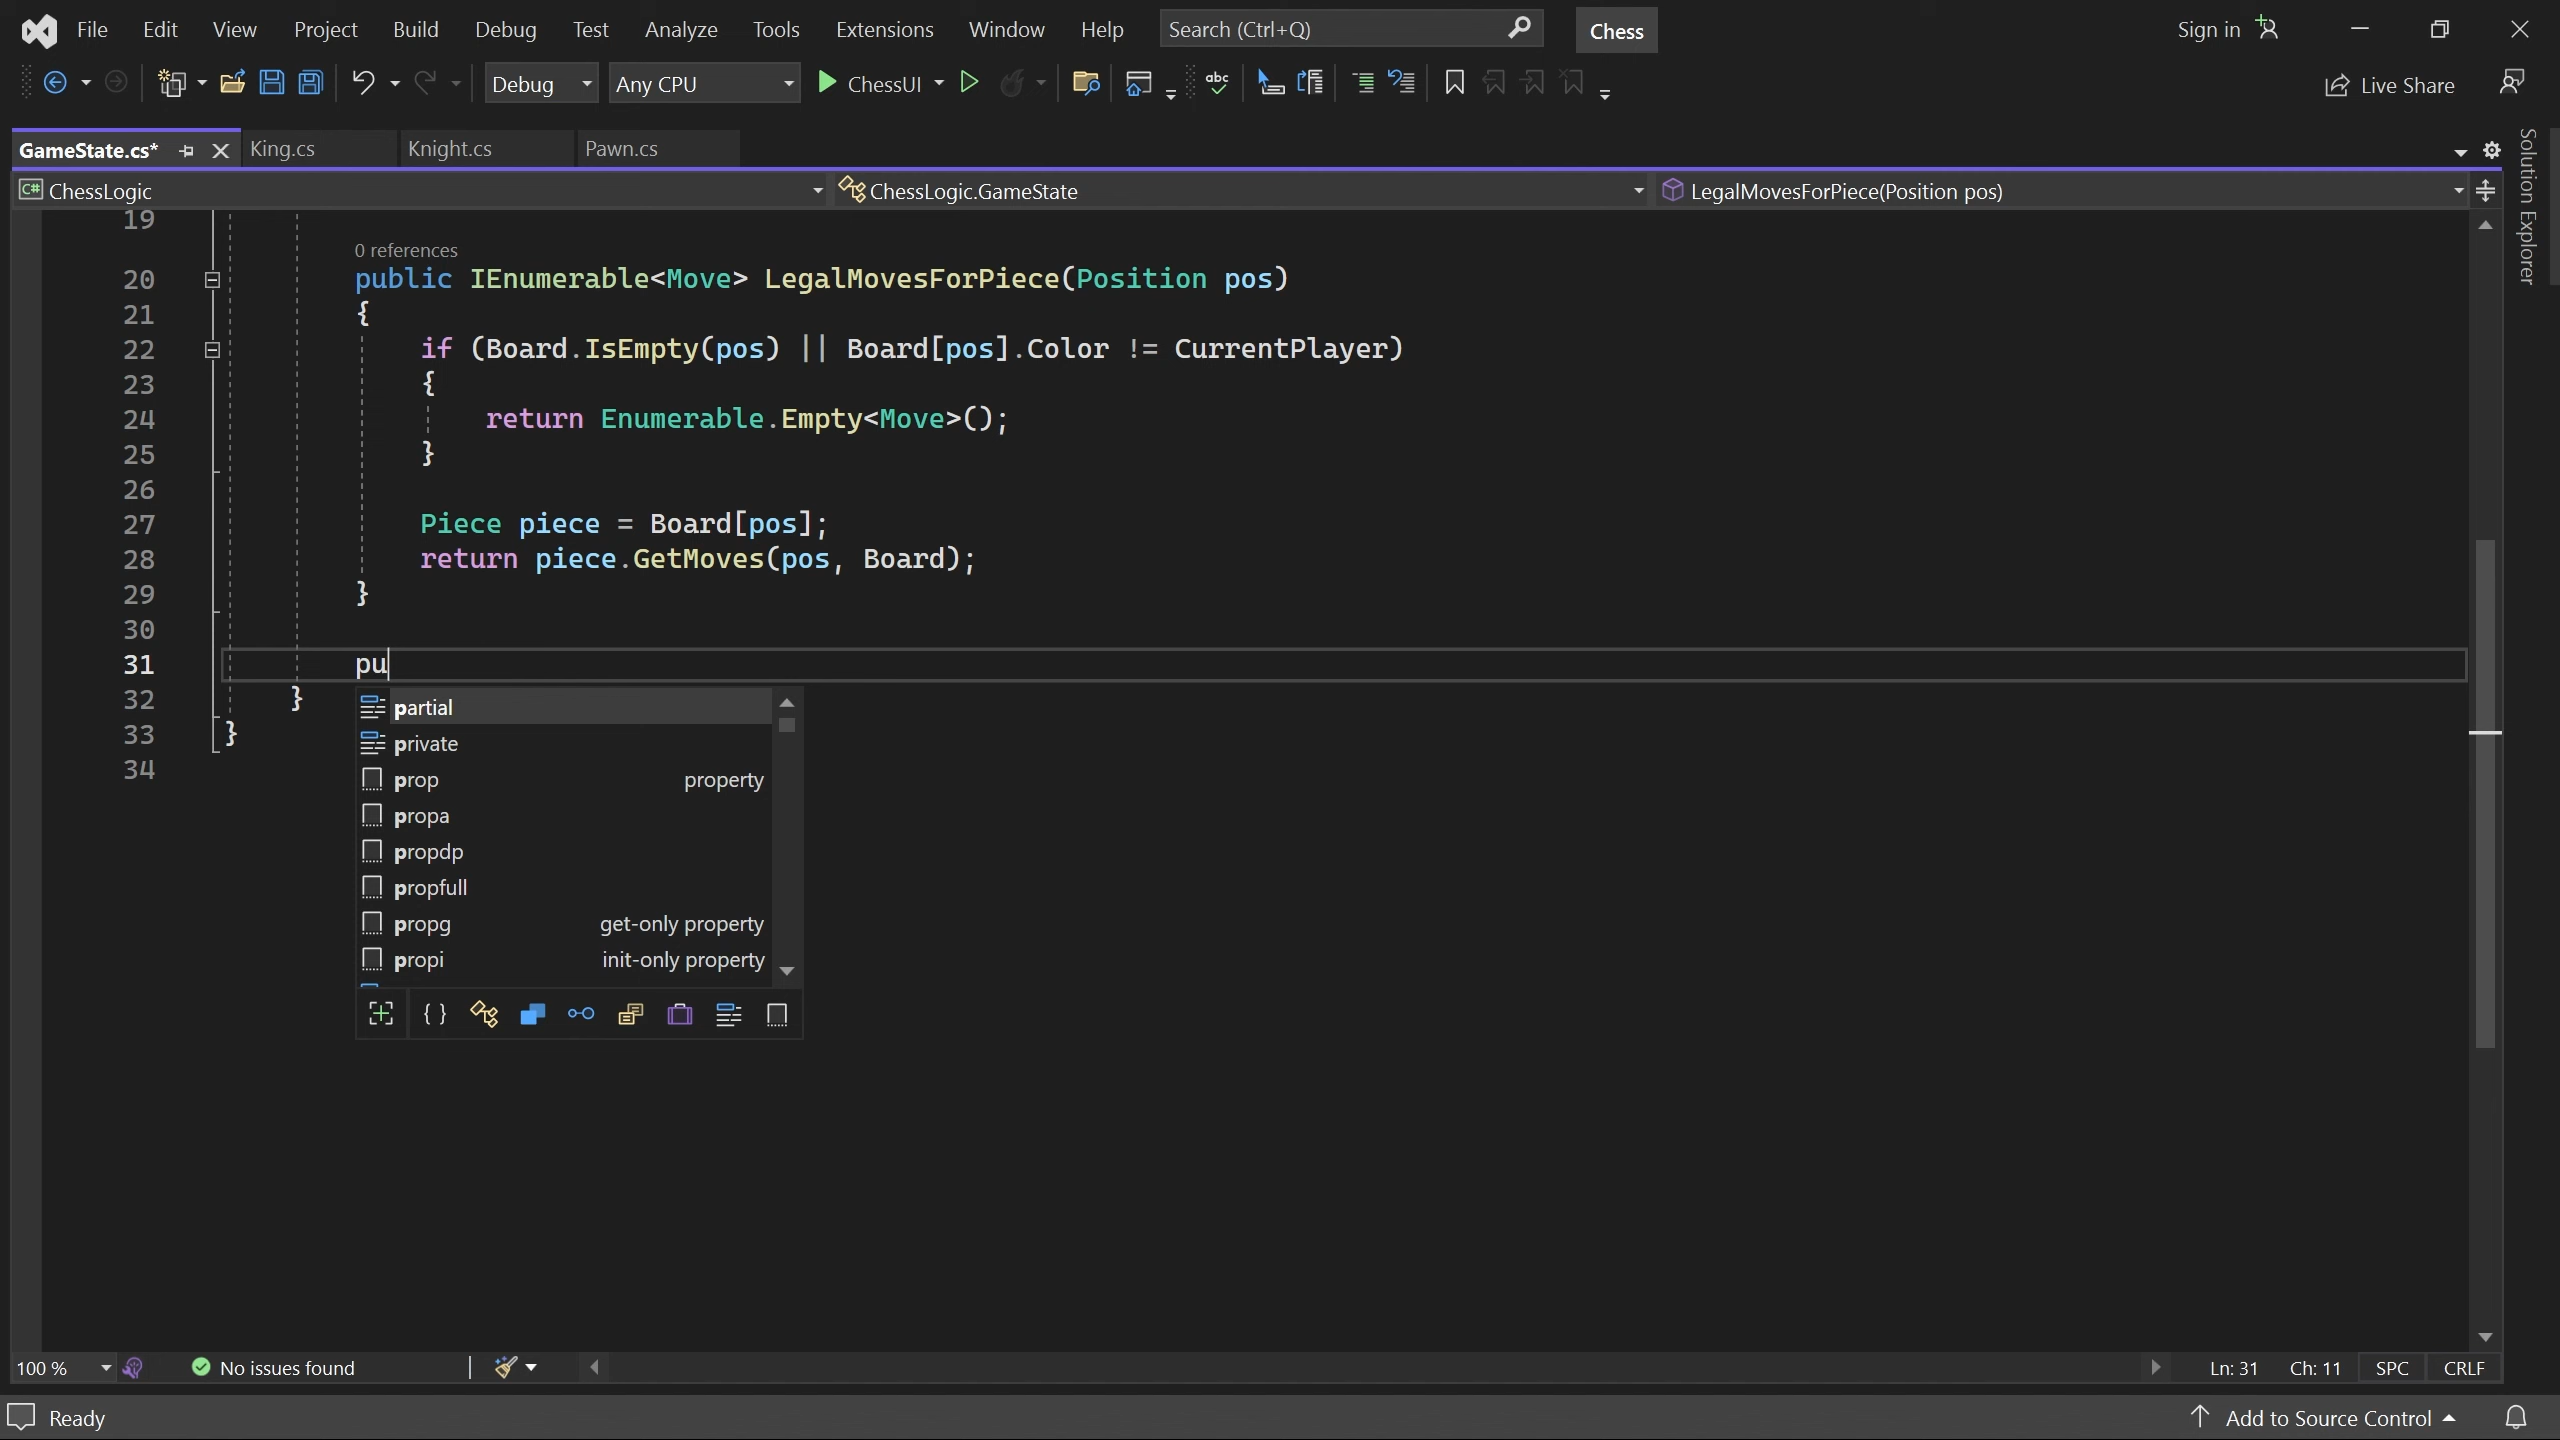 File Edit View Project Build Debug Test Analyze Tools Extensions Window Help Search (Ctrl+Q) Chess Sign in
Debug Any CPU ChessUI abc Live Share
GameState.cs* King.cs Knight.cs Pawn.cs
C# ChessLogic ChessLogic.GameState LegalMovesForPiece(Position pos)
Solution Explorer
19
0 references
20 public IEnumerable<Move> LegalMovesForPiece(Position pos)
21 {
22 if (Board.IsEmpty(pos) || Board[pos].Color != CurrentPlayer)
23 {
24 return Enumerable.Empty<Move>();
25 }
26
27 Piece piece = Board[pos];
28 return piece.GetMoves(pos, Board);
29 }
30
31 pu
32 }
33 }
34
partial
private
prop property
propa
propdp
propfull
propg get-only property
propi init-only property
100 % No issues found Ln: 31 Ch: 11 SPC CRLF
Ready Add to Source Control